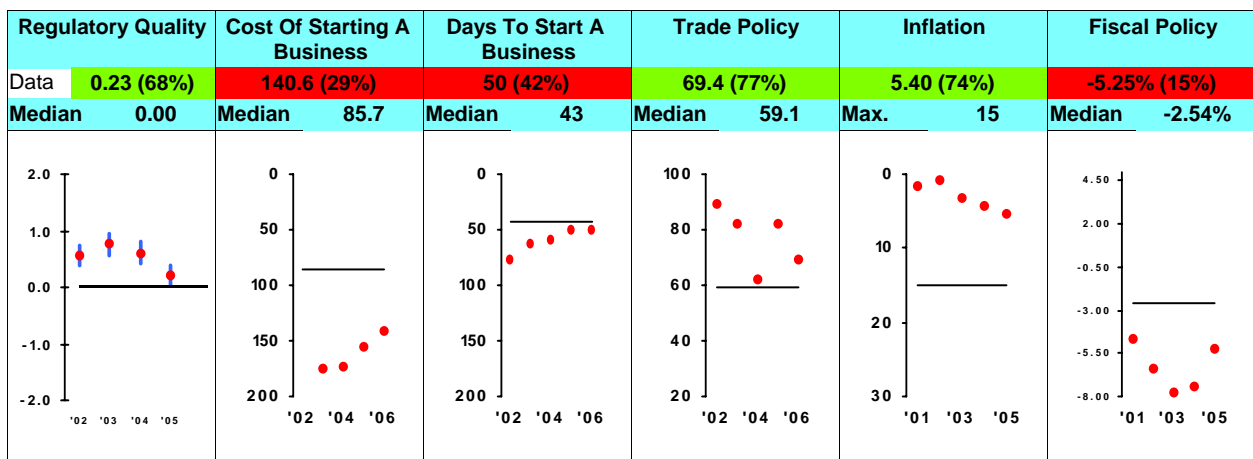 Regulatory Quality
Cost Of Starting A
Business
Days To Start A
Business
Trade Policy
Inflation
Fiscal Policy
Data 0.23 (68%) 140.6 (29%) 50 (42%) 69.4 (77%) 5.40 (74%) -5.25% (15%)
Median 0.00 Median 85.7 Median 43 Median 59.1 Max. 15 Median -2.54%
2.0
1.0
0.0
-1.0
-2.0
'02 '03 '04 '05
0
50
100
150
200
'02 '04 '06
0
50
100
150
200
'02 '04 '06
100
80
60
40
20
'02 '04 '06
0
10
20
30
'01 '03 '05
4.50
2.00
-0.50
-3.00
-5.50
-8.00
'01 '03 '05